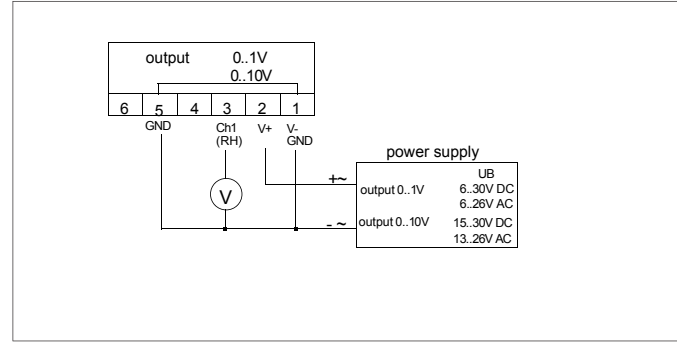 output 0..1V
0..10V
6 5 4 3 2 1
GND Ch1 V+ V-
(RH) GND
V
power supply
UB
+~ output 0..1V 6..30V DC
6..26V AC
- ~ output 0..10V 15..30V DC
13..26V AC